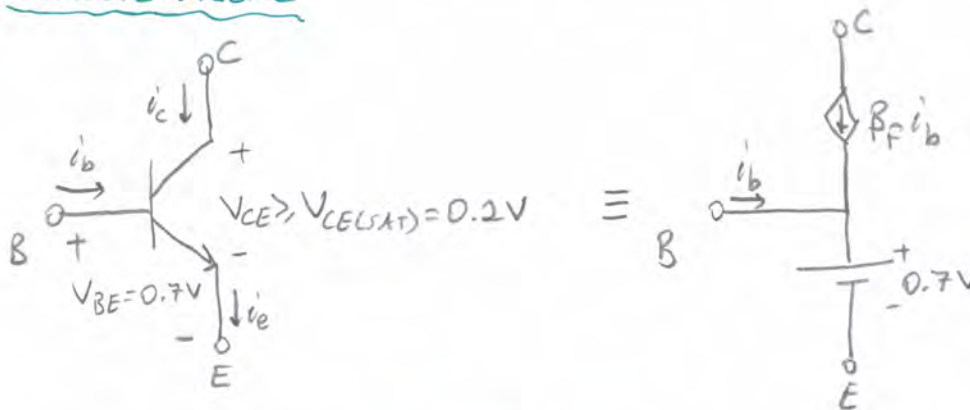 C
C
i_c ↓
β_F i_b
i_b
+
i_b
V_CE ≥ V_CE(SAT) = 0.2V
≡
B
+
-
B
+
0.7V
V_BE = 0.7V
i_e
-
-
E
E